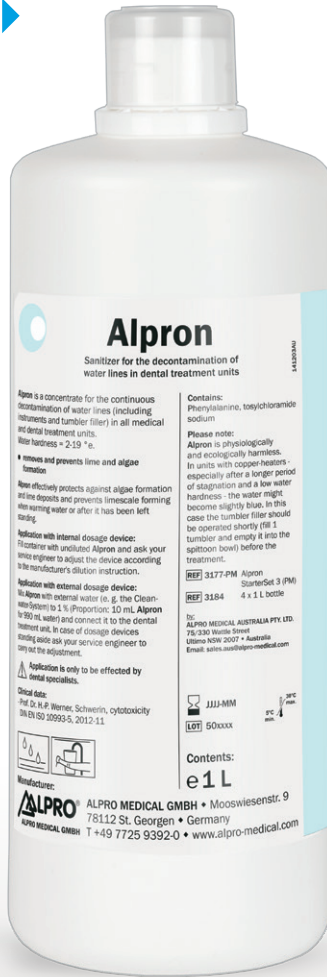 Alpron
Sanitizer for the decontamination of
water lines in dental treatment units
141203AU
Alpron is a concentrate for the continuous
decontamination of water lines (including
instruments and tumbler filler) in all medical
and dental treatment units.
Water hardness = 2-19 °e.
• removes and prevents lime and algae
formation
Alpron effectively protects against algae formation
and lime deposits and prevents limescale forming
when warming water or after it has been left
standing.
Application with internal dosage device:
Fill container with undiluted Alpron and ask your
service engineer to adjust the device according
to the manufacturer's dilution instruction.
Application with external dosage device:
Mix Alpron with external water (e. g. the Clean-
water System) to 1 % (Proportion: 10 mL Alpron
for 990 mL water) and connect it to the dental
treatment unit. In case of dosage devices
standing aside ask your service engineer to
carry out the adjustment.
Application is only to be effected by
dental specialists.
Clinical data:
- Prof. Dr. H.-P. Werner, Schwerin, cytotoxicity
DIN EN ISO 10993-5, 2012-11
Contains:
Phenylalanine, tosylchloramide
sodium
Please note:
Alpron is physiologically
and ecologically harmless.
In units with copper-heaters -
especially after a longer period
of stagnation and a low water
hardness - the water might
become slightly blue. In this
case the tumbler filler should
be operated shortly (fill 1
tumbler and empty it into the
spittoon bowl) before the
treatment.
REF 3177-PM Alpron
StarterSet 3 (PM)
REF 3184 4 x 1 L bottle
by:
ALPRO MEDICAL AUSTRALIA PTY. LTD.
75/330 Wattle Street
Ultimo NSW 2007 • Australia
Email: sales.aus@alpro-medical.com
JJJJ-MM
5°C
min.
30°C
max.
LOT 50xxxx
Contents:
e 1 L
Manufacturer:
ALPRO®
ALPRO MEDICAL GMBH
ALPRO MEDICAL GMBH • Mooswiesenstr. 9
78112 St. Georgen • Germany
T +49 7725 9392-0 • www.alpro-medical.com